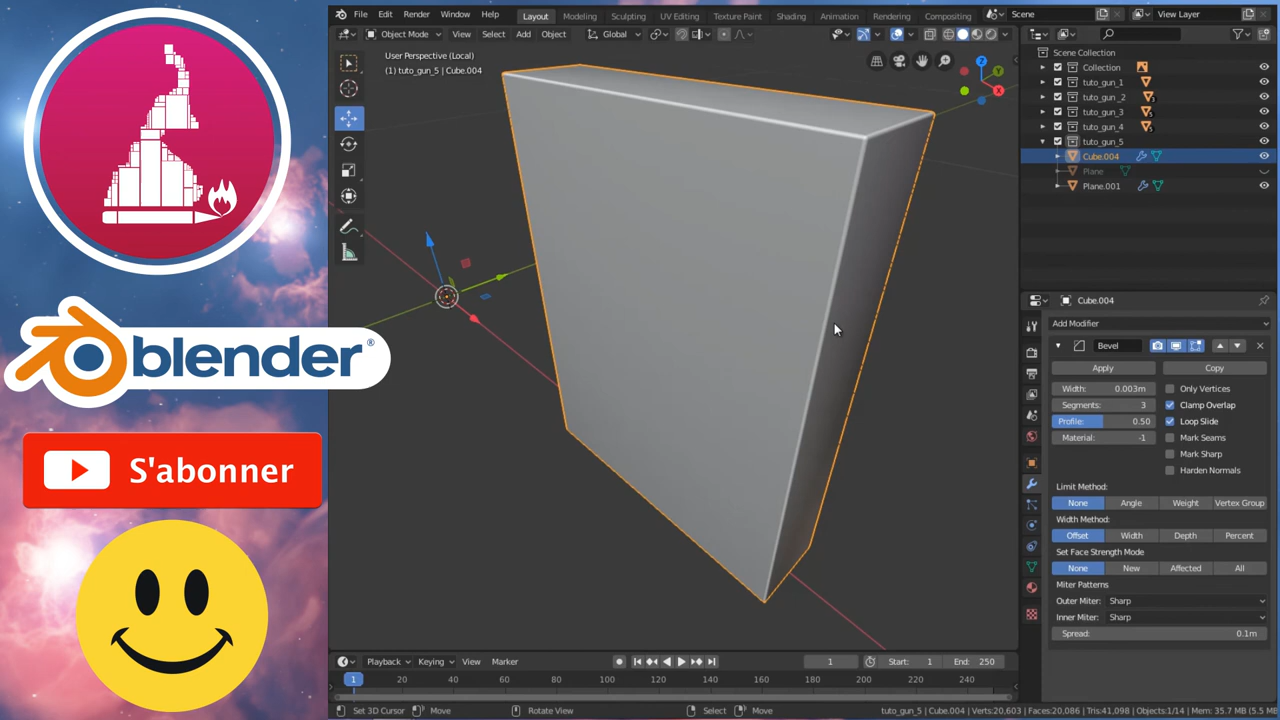 blender®
S'abonner
File Edit Render Window Help
Layout Modeling Sculpting UV Editing Texture Paint Shading Animation Rendering Compositing
Scene
View Layer
Object Mode View Select Add Object Global
User Perspective (Local)
(1) tuto_gun_5 | Cube.004
Z
Y
X
Scene Collection
Collection
tuto_gun_1
tuto_gun _2
tuto_gun_3
tuto_gun_4
tuto_gun_5
Cube.004
Plane
Plane.001
Cube.004
Add Modifier
Bevel
Apply Copy
Width: 0.003m Only Vertices
Segments: 3 Clamp Overlap
Profile: 0.50 Loop Slide
Material: -1 Mark Seams
Mark Sharp
Harden Normals
Limit Method:
None Angle Weight Vertex Group
Width Method:
Offset Width Depth Percent
Set Face Strength Mode
None New Affected All
Miter Patterns
Outer Miter: Sharp
Inner Miter: Sharp
Spread: 0.1m
Playback Keying View Marker 1 Start: 1 End: 250
1 20 40 60 80 100 120 140 160 180 200 220 240
Set 3D Cursor Move Rotate View Select Move tuto_gun_5 | Cube.004 | Verts:20,603 | Faces:20,086 | Tris:41,098 | Objects:1/14 | Mem: 35.7 MB (5.5 M